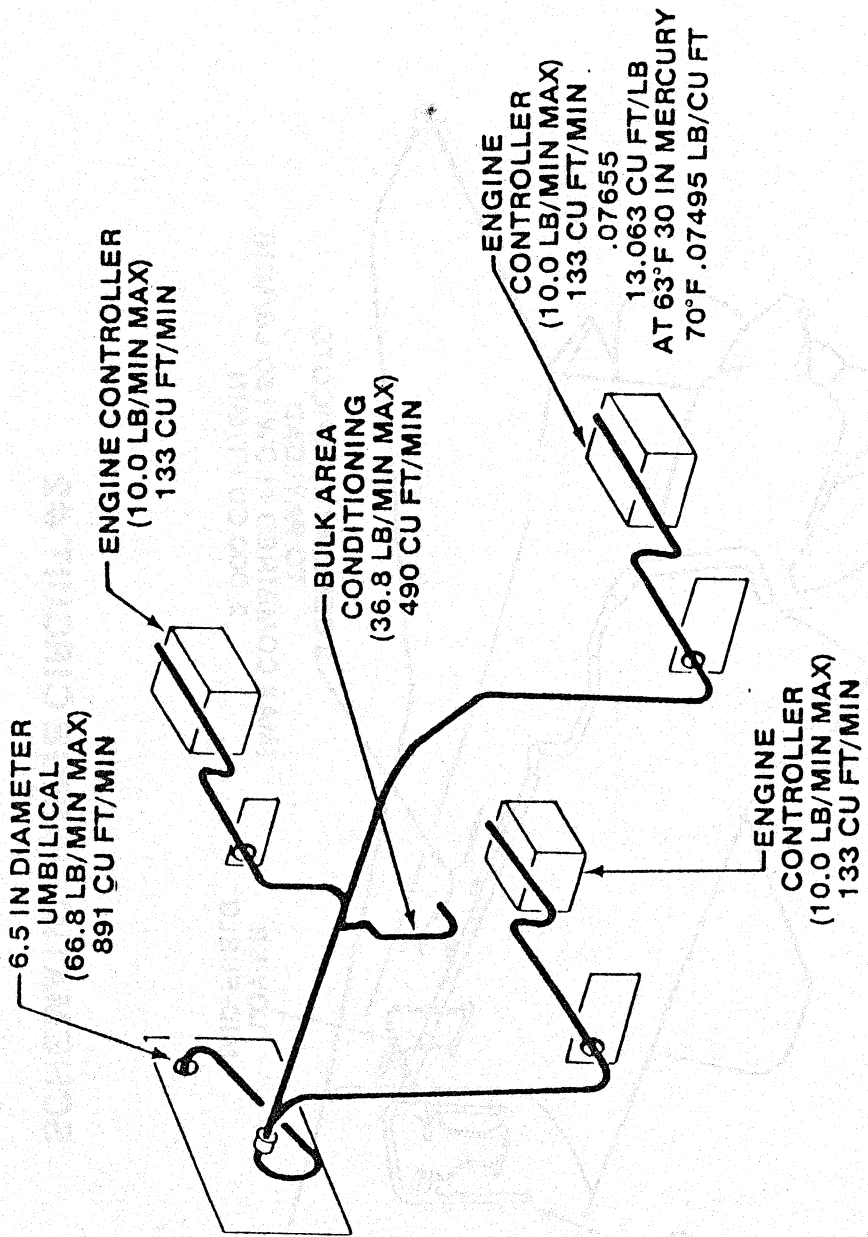 6.5 IN DIAMETER
UMBILICAL
(66.8 LB/MIN MAX)
891 CU FT/MIN
ENGINE CONTROLLER
(10.0 LB/MIN MAX)
133 CU FT/MIN
BULK AREA
CONDITIONING
(36.8 LB/MIN MAX)
490 CU FT/MIN
ENGINE
CONTROLLER
(10.0 LB/MIN MAX)
133 CU FT/MIN
.07655
13.063 CU FT/LB
AT 63°F 30 IN MERCURY
70°F .07495 LB/CU FT
ENGINE
CONTROLLER
(10.0 LB/MIN MAX)
133 CU FT/MIN